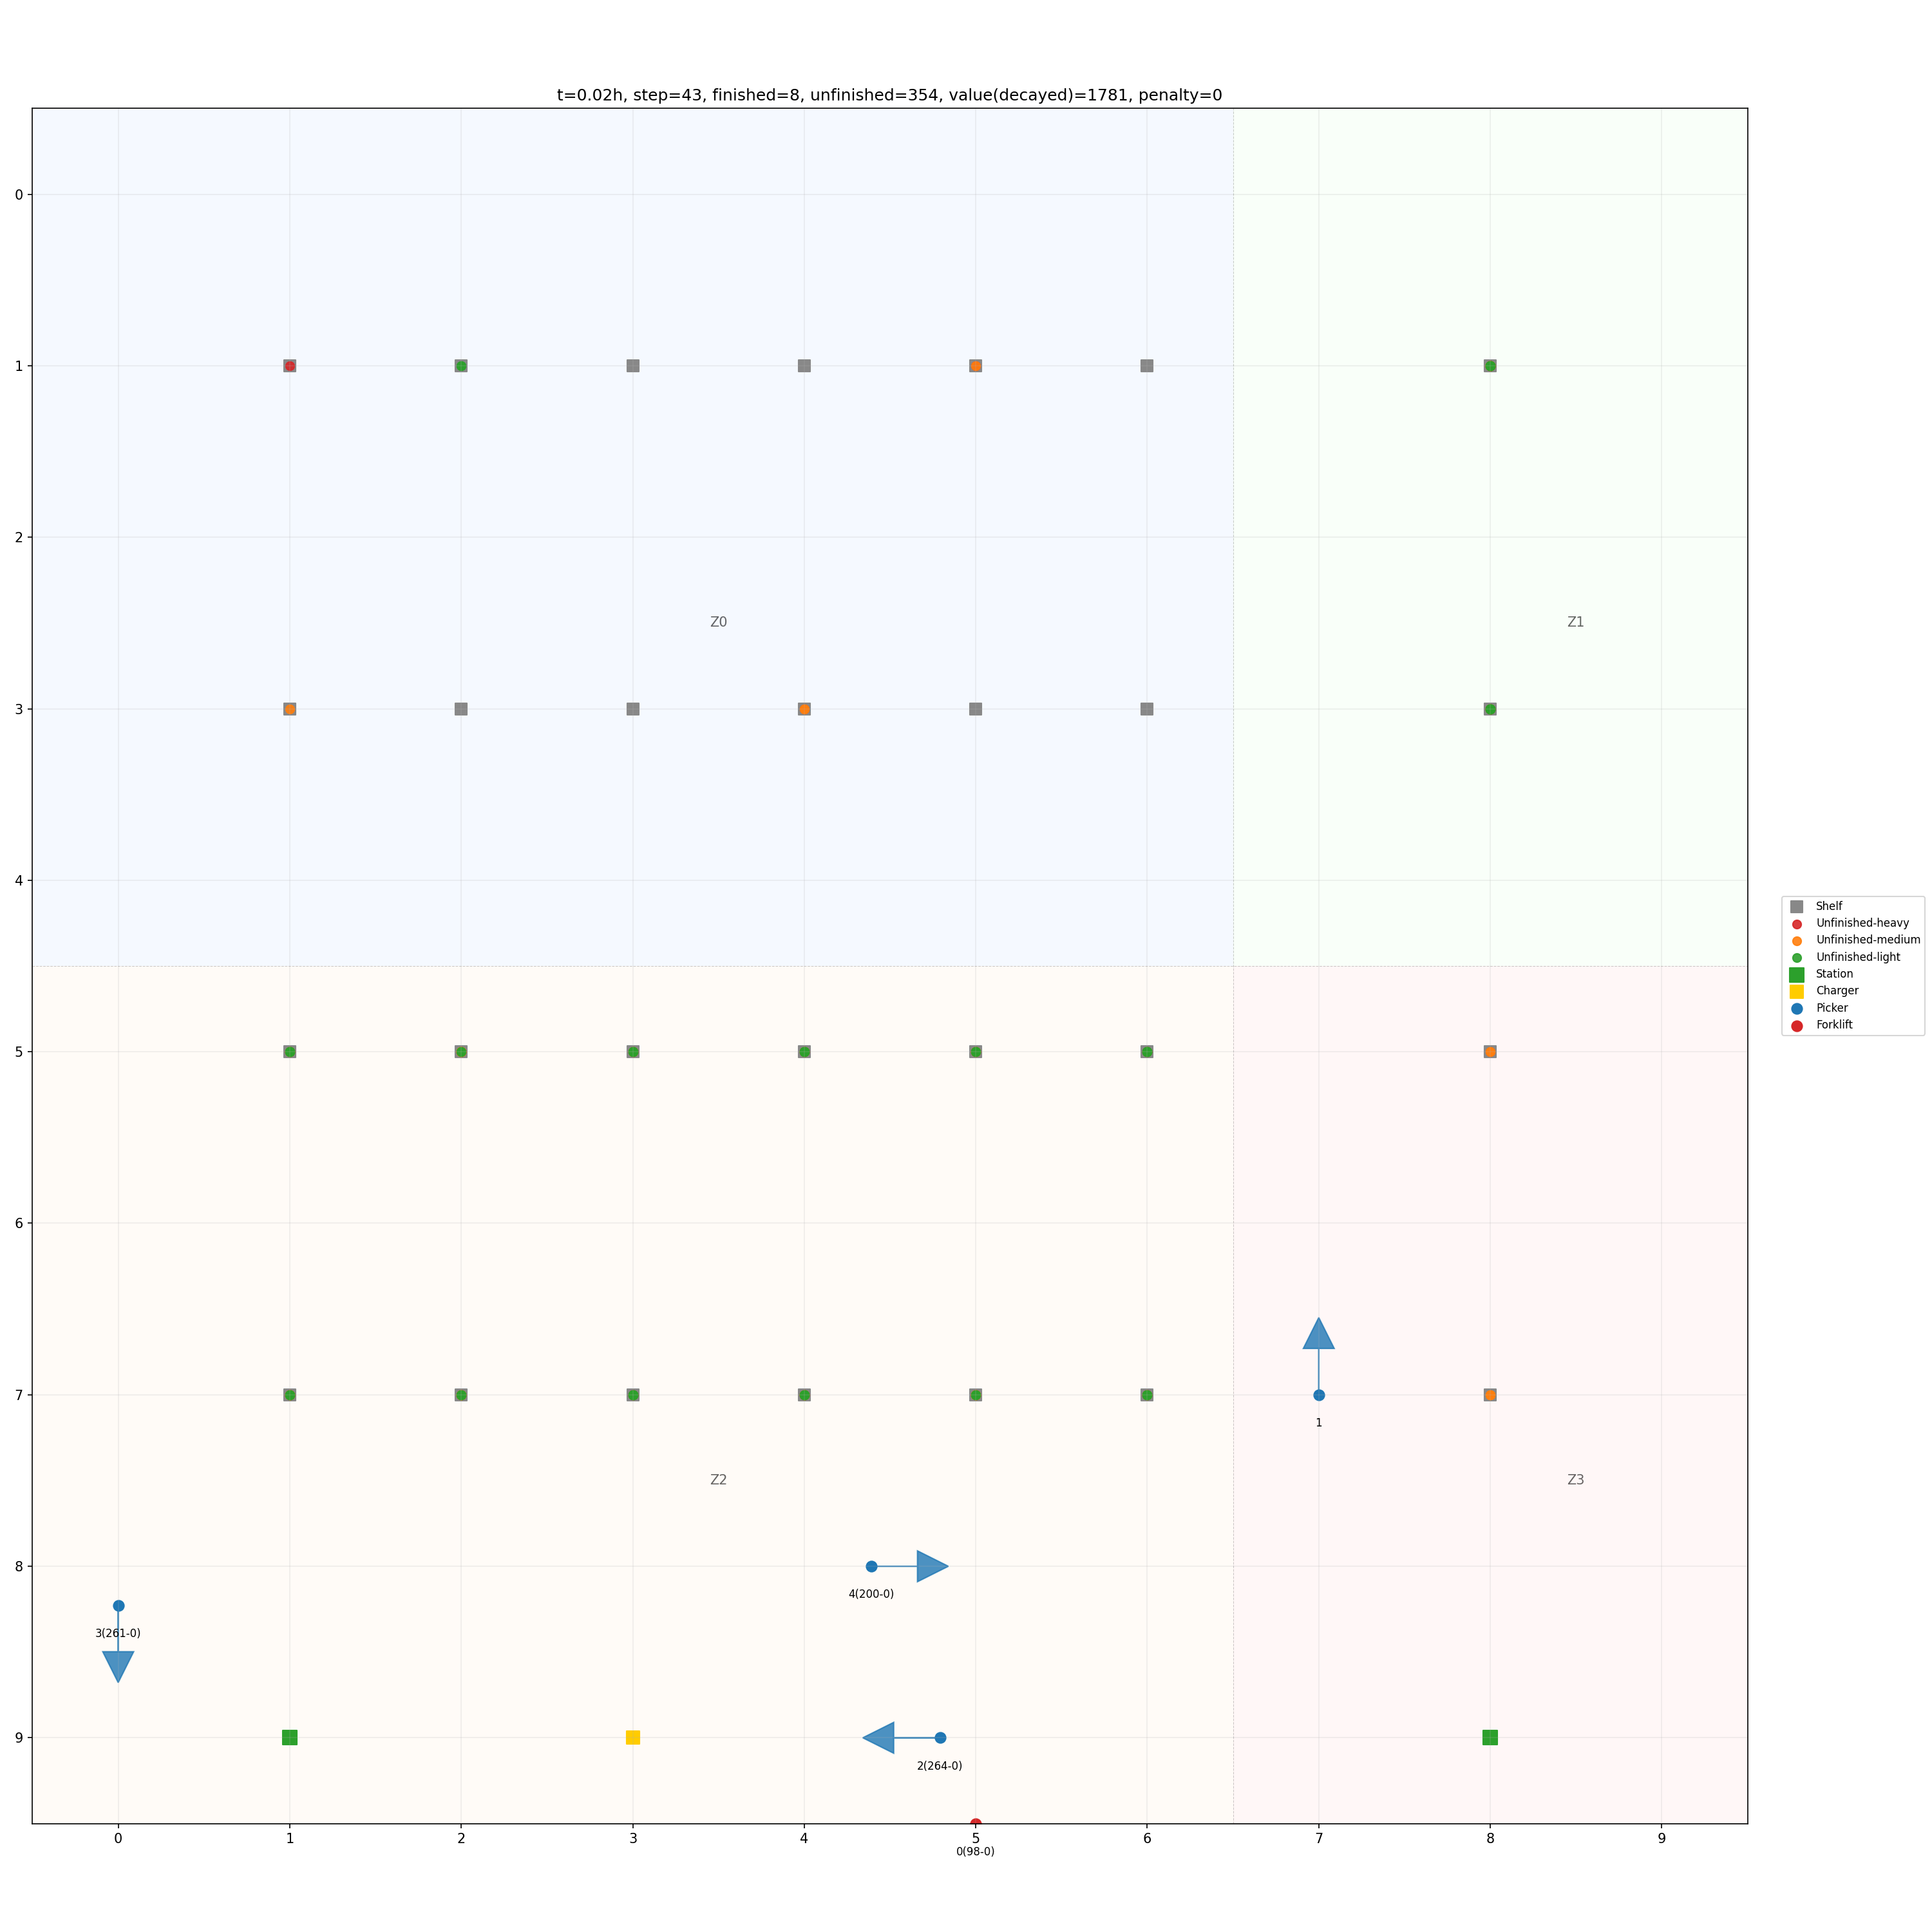 t=0.02h, step=43, finished=8, unfinished=354, value(decayed)=1781, penalty=0
0
1
2
Z0
Z1
3
4
Shelf
Unfinished-heavy
Unfinished-medium
Unfinished-light
Station
Charger
Picker
Forklift
5
6
7
1
Z2
Z3
8
4(200-0)
3(261-0)
9
2(264-0)
0 1 2 3 4 5 6 7 8 9
0(98-0)